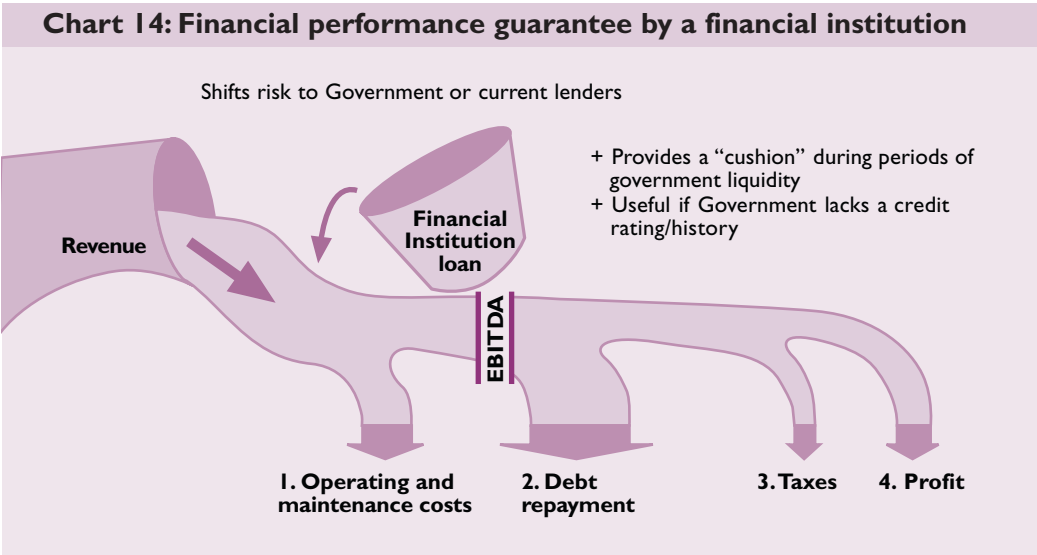 Chart 14: Financial performance guarantee by a financial institution
Shifts risk to Government or current lenders
+ Provides a “cushion” during periods of
government liquidity
+ Useful if Government lacks a credit
rating/history
Revenue
Financial
Institution
loan
EBITDA
1. Operating and
maintenance costs
2. Debt
repayment
3. Taxes
4. Profit